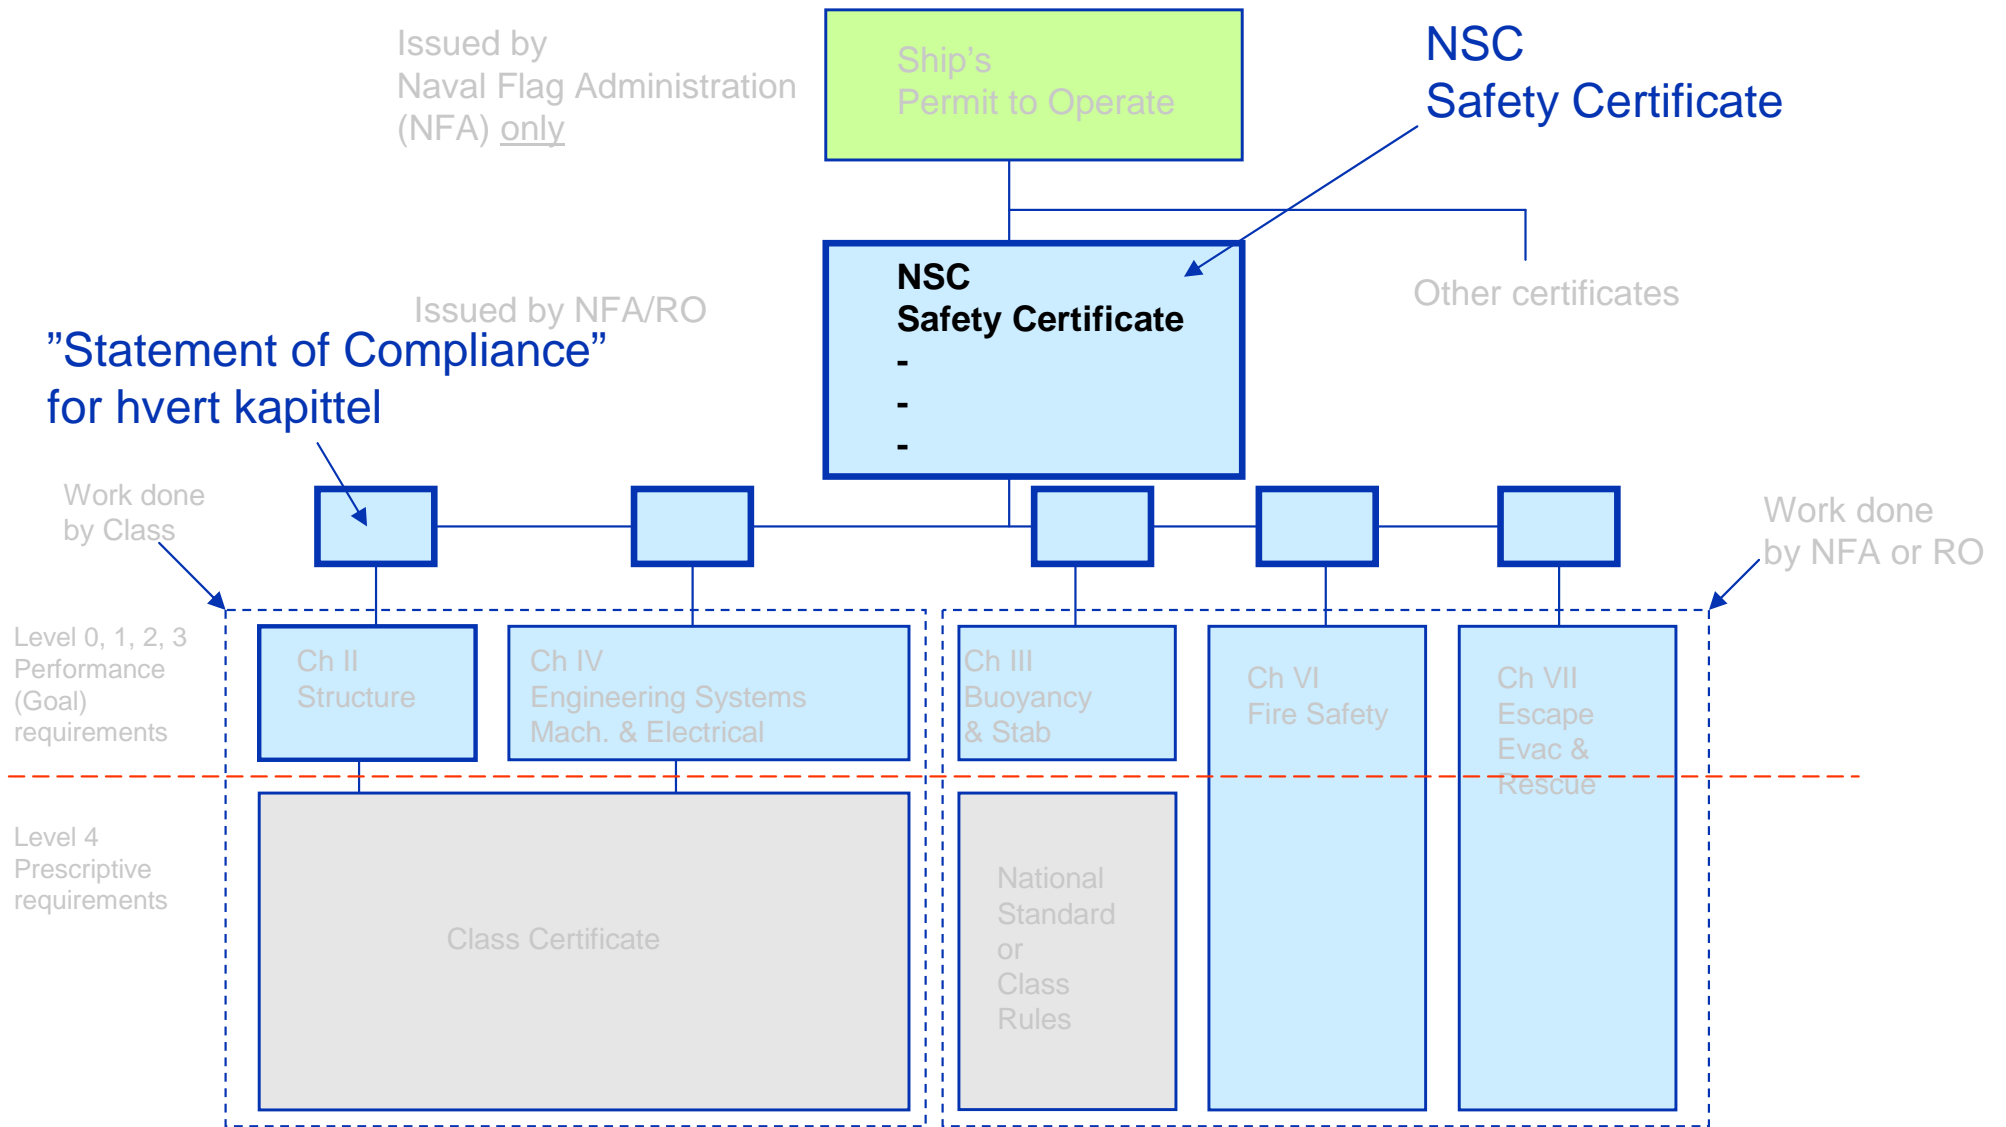 Issued by
Naval Flag Administration
(NFA) only
Ship’s
Permit to Operate
NSC
Safety Certificate
Issued by NFA/RO
NSC
Safety Certificate
-
-
-
Other certificates
”Statement of Compliance”
for hvert kapittel
Work done
by Class
Work done
by NFA or RO
Level 0, 1, 2, 3
Performance
(Goal)
requirements
Ch II
Structure
Ch IV
Engineering Systems
Mach. & Electrical
Ch III
Buoyancy
& Stab
Ch VI
Fire Safety
Ch VII
Escape
Evac &
Rescue
Level 4
Prescriptive
requirements
Class Certificate
National
Standard
or
Class
Rules